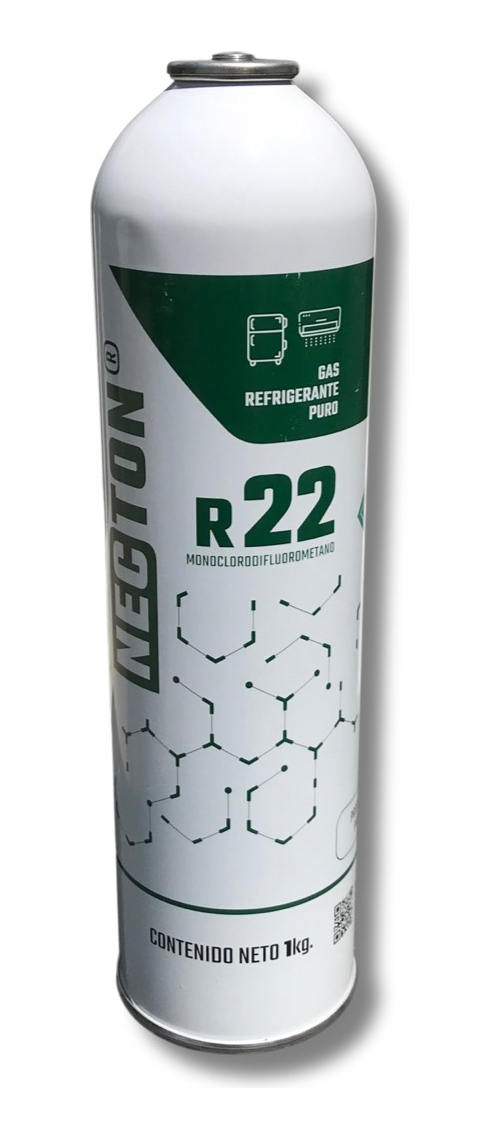 GAS
REFRIGERANTE
PURO
NECTON®
R22
MONOCLORODIFLUOROMETANO
CONTENIDO NETO 1kg.